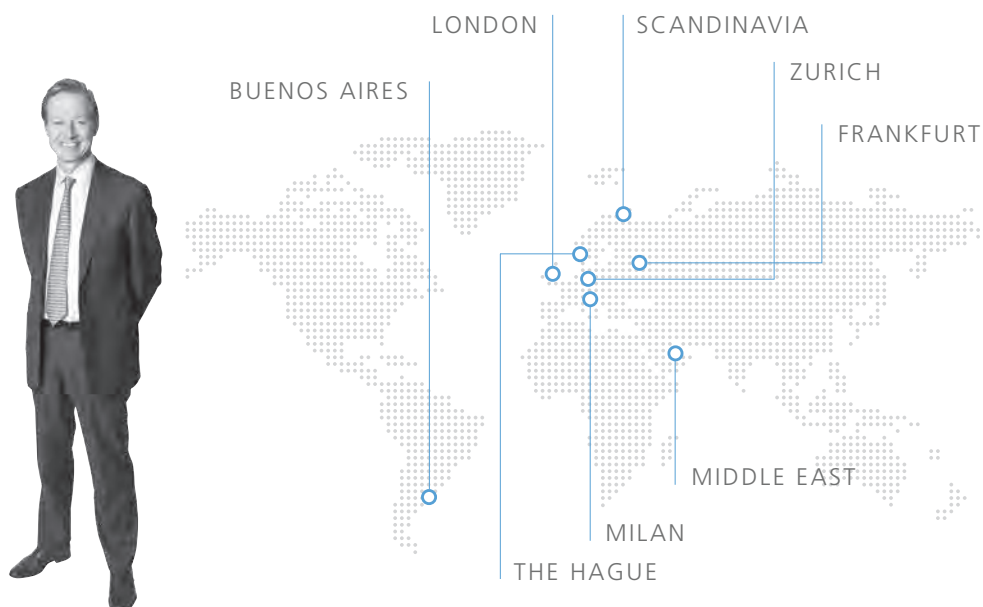 LONDON
SCANDINAVIA
ZURICH
BUENOS AIRES
FRANKFURT
MIDDLE EAST
MILAN
THE HAGUE